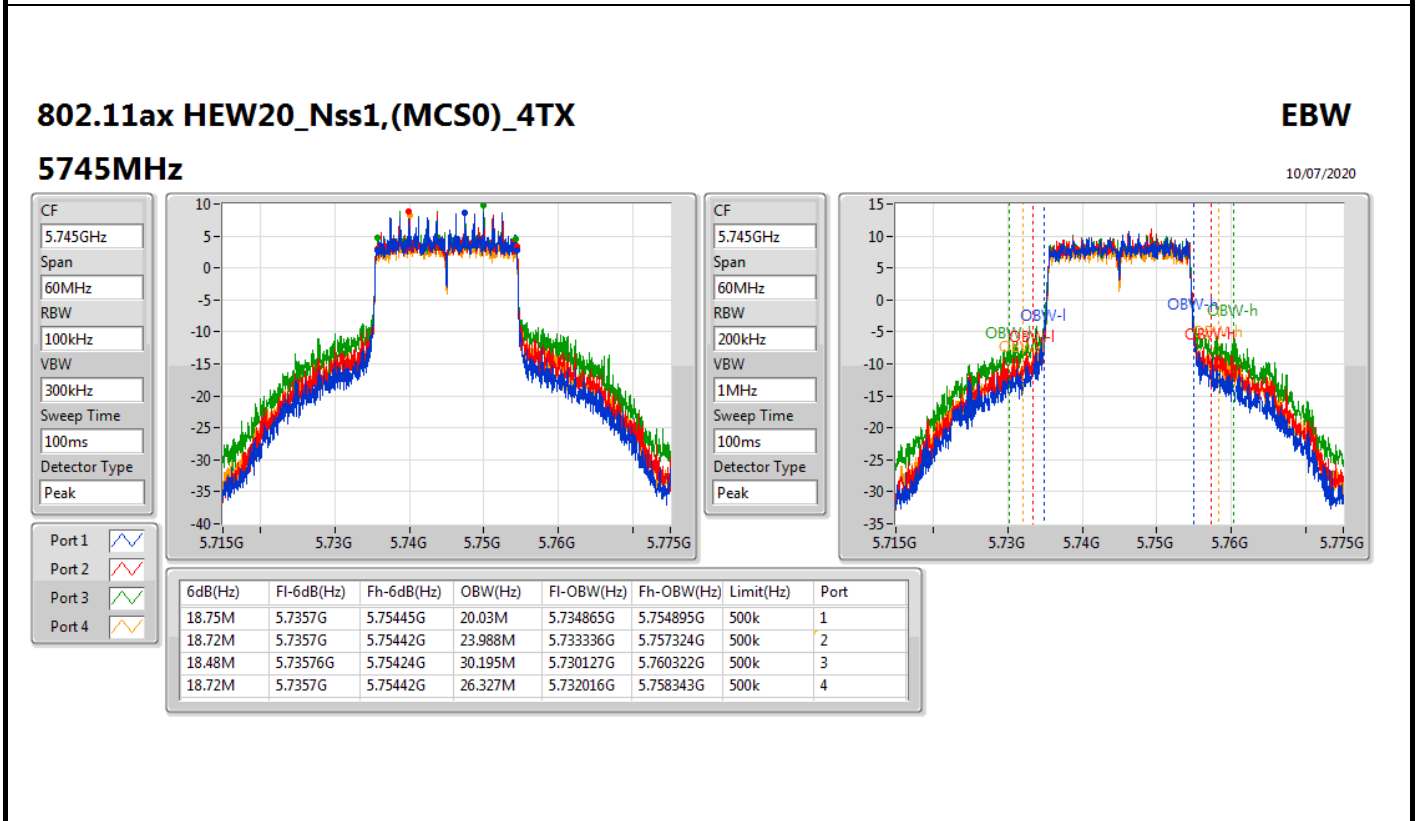 802.11ax HEW20_Nss1,(MCS0)_4TX
EBW
5745MHz
10/07/2020
CF
5.745GHz
Span
60MHz
RBW
100kHz
VBW
300kHz
Sweep Time
100ms
Detector Type
Peak
10
5
0
-5
-10
-15
-20
-25
-30
-35
-40
5.715G 5.73G 5.74G 5.75G 5.76G 5.775G
CF
5.745GHz
Span
60MHz
RBW
200kHz
VBW
1MHz
Sweep Time
100ms
Detector Type
Peak
15
10
5
0
-5
-10
-15
-20
-25
-30
-35
OBW-l
OBW-h
5.715G 5.73G 5.74G 5.75G 5.76G 5.775G
Port 1
Port 2
Port 3
Port 4
6dB(Hz) Fl-6dB(Hz) Fh-6dB(Hz) OBW(Hz) Fl-OBW(Hz) Fh-OBW(Hz) Limit(Hz) Port
18.75M 5.7357G 5.75445G 20.03M 5.734865G 5.754895G 500k 1
18.72M 5.7357G 5.75442G 23.988M 5.733336G 5.757324G 500k 2
18.48M 5.73576G 5.75424G 30.195M 5.730127G 5.760322G 500k 3
18.72M 5.7357G 5.75442G 26.327M 5.732016G 5.758343G 500k 4